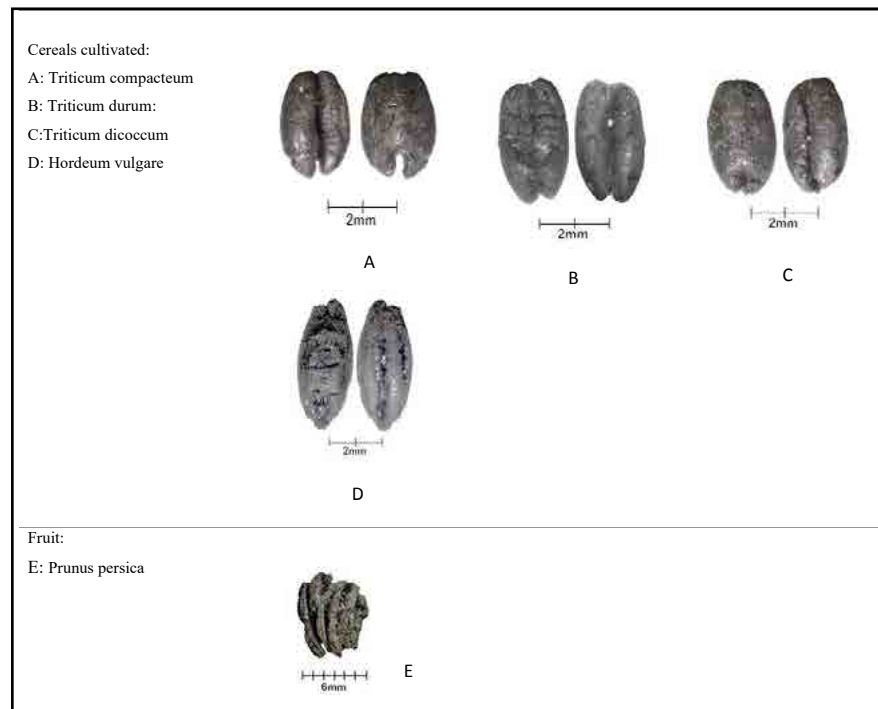 Cereals cultivated:
A: Triticum compacteum
B: Triticum durum:
C:Triticum dicoccum
D: Hordeum vulgare
2mm
2mm
2mm
A
B
C
2mm
D
Fruit:
E: Prunus persica
E
6mm